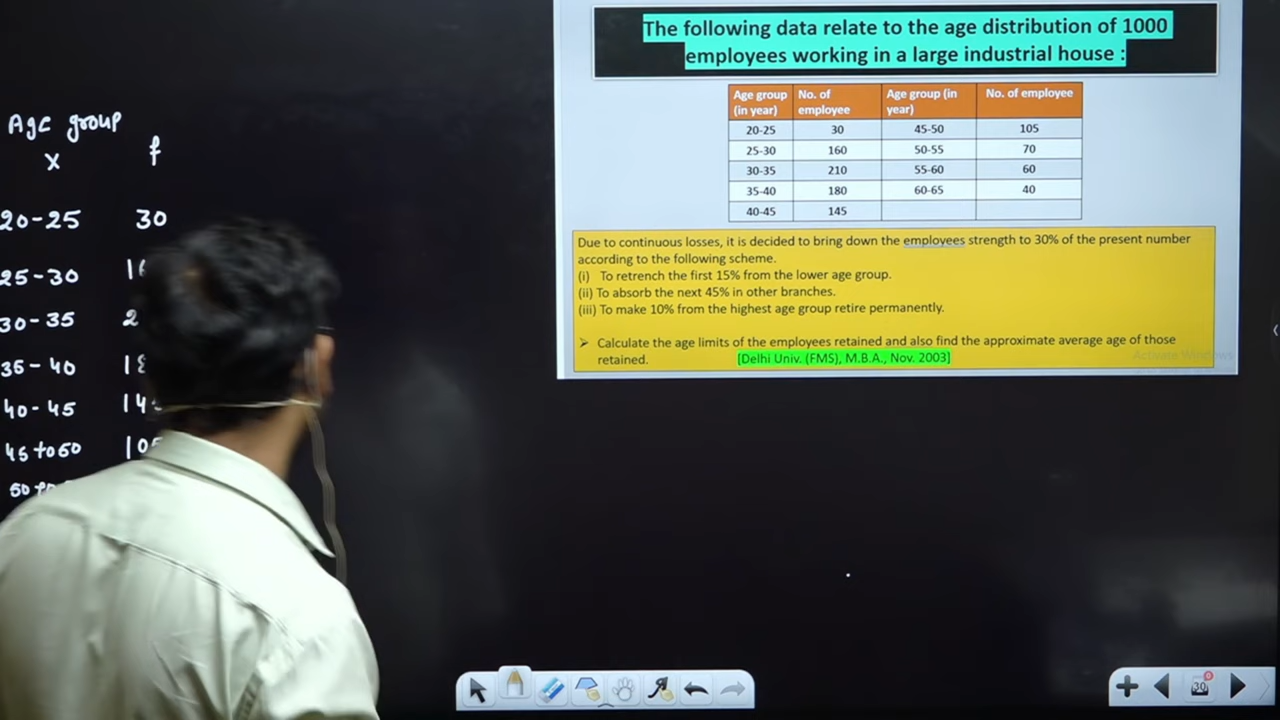 The following data relate to the age distribution of 1000
employees working in a large industrial house :
Age group (in year) No. of employee Age group (in year) No. of employee
20-25 30 45-50 105
25-30 160 50-55 70
30-35 210 55-60 60
35-40 180 60-65 40
40-45 145
Due to continuous losses, it is decided to bring down the employees strength to 30% of the present number
according to the following scheme.
(i) To retrench the first 15% from the lower age group.
(ii) To absorb the next 45% in other branches.
(iii) To make 10% from the highest age group retire permanently.
Calculate the age limits of the employees retained and also find the approximate average age of those
retained. [Delhi Univ. (FMS), M.B.A., Nov. 2003]
Activate Windows
Age group
x f
20-25 30
25-30
30-35
35-40
40-45
45 to 50
50
30
0